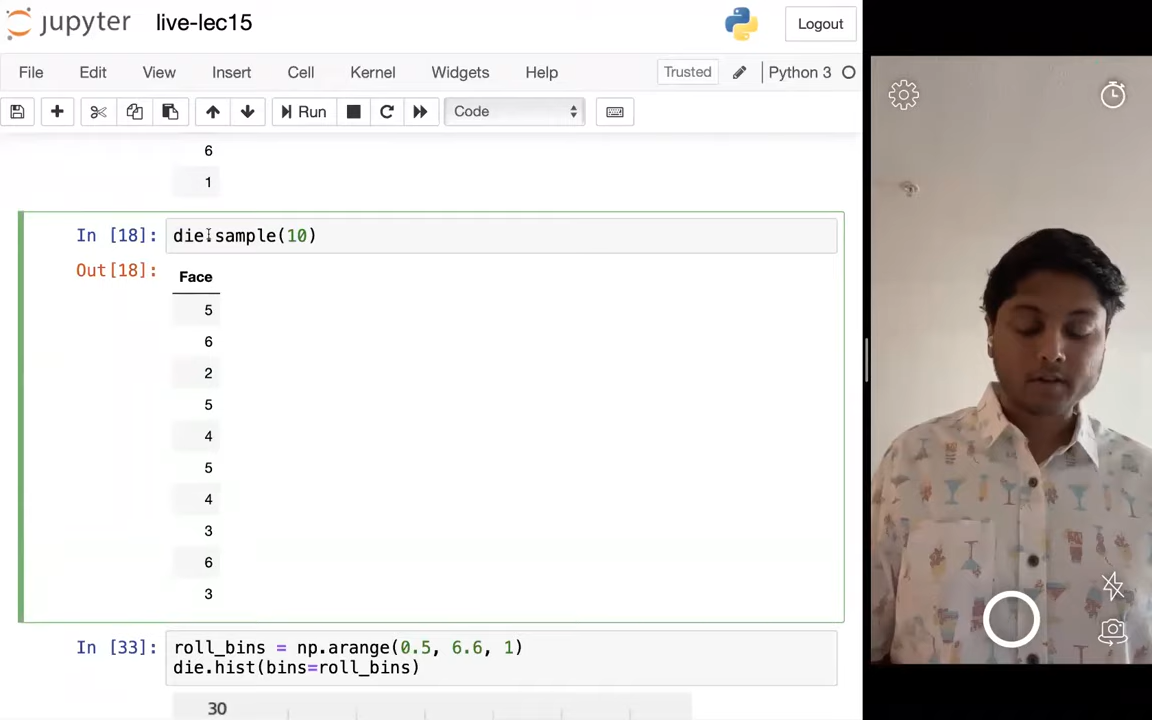 jupyter live-lec15 Logout
File Edit View Insert Cell Kernel Widgets Help Trusted Python 3
Run Code
6
1
In [18]: die.sample(10)
Out[18]: Face
5
6
2
5
4
5
4
3
6
3
In [33]: roll_bins = np.arange(0.5, 6.6, 1)
die.hist(bins=roll_bins)
30